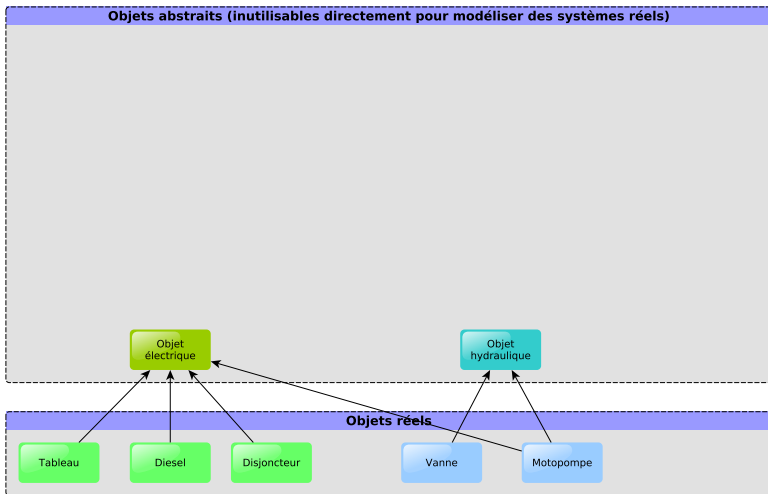 Objets abstraits (inutilisables directement pour modéliser des systèmes réels)
Objet
électrique
Objet
hydraulique
Objets réels
Tableau
Diesel
Disjoncteur
Vanne
Motopompe